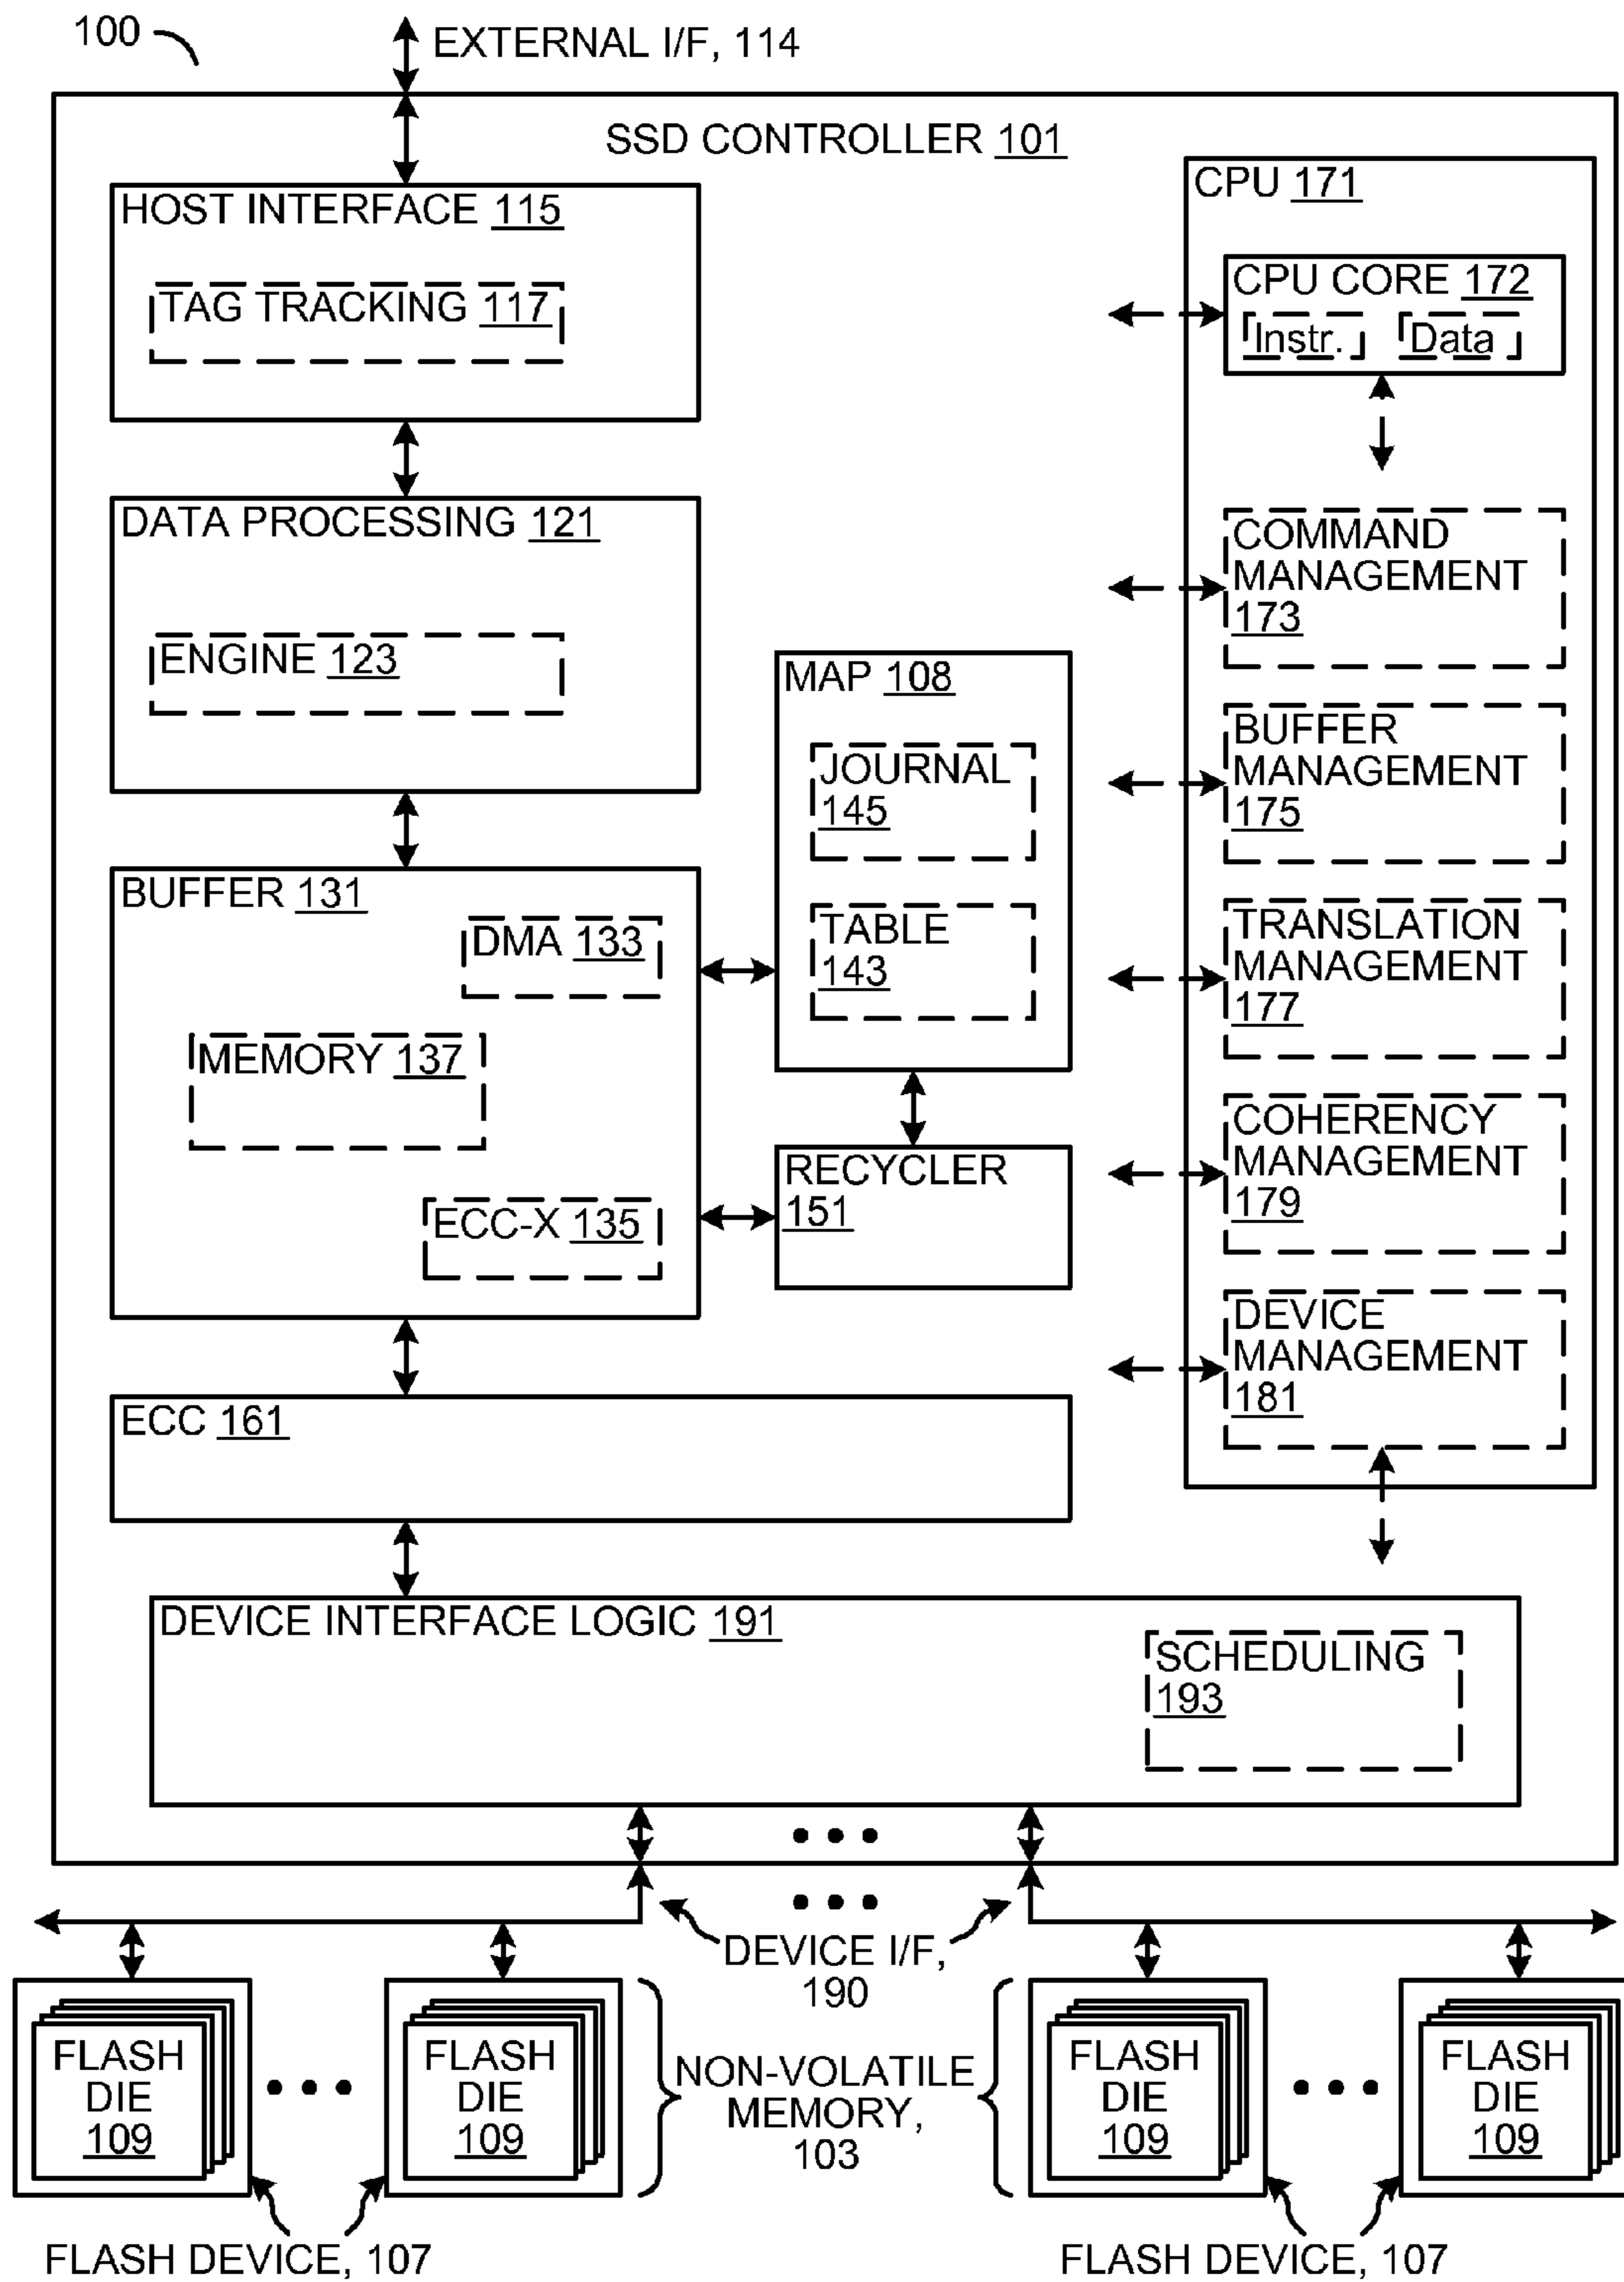 100
EXTERNAL I/F, 114
SSD CONTROLLER 101
HOST INTERFACE 115
TAG TRACKING 117
DATA PROCESSING 121
ENGINE 123
BUFFER 131
DMA 133
MEMORY 137
ECC-X 135
MAP 108
JOURNAL
145
TABLE
143
RECYCLER
151
ECC 161
CPU 171
CPU CORE 172
Instr. Data
COMMAND
MANAGEMENT
173
BUFFER
MANAGEMENT
175
TRANSLATION
MANAGEMENT
177
COHERENCY
MANAGEMENT
179
DEVICE
MANAGEMENT
181
DEVICE INTERFACE LOGIC 191
SCHEDULING
193
DEVICE I/F,
190
FLASH
DIE
109
FLASH
DIE
109
NON-VOLATILE
MEMORY,
103
FLASH
DIE
109
FLASH
DIE
109
FLASH DEVICE, 107
FLASH DEVICE, 107